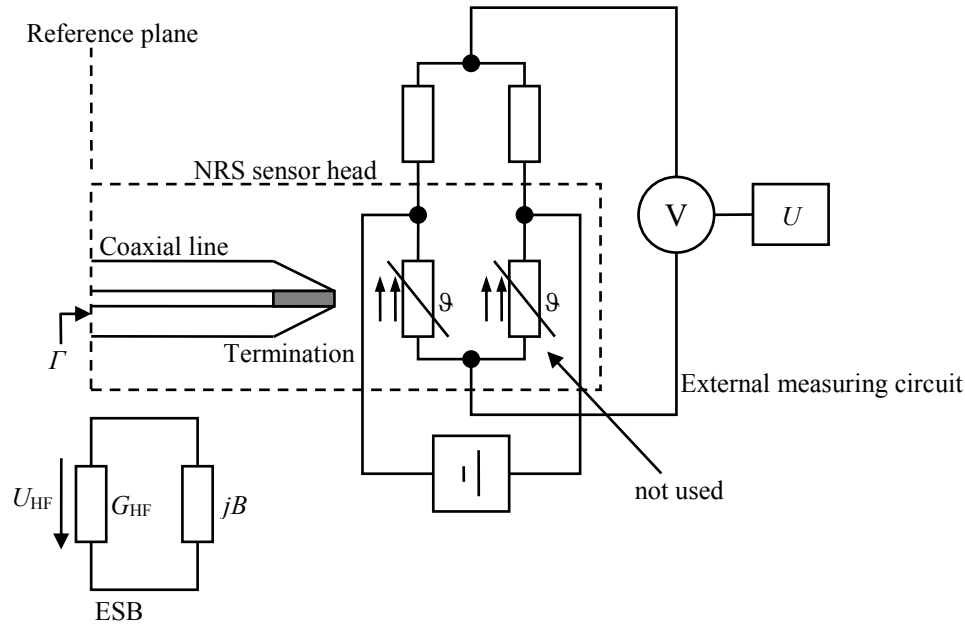 Reference plane
NRS sensor head
V
U
Coaxial line
ϑ
ϑ
Γ
Termination
External measuring circuit
not used
U_HF
G_HF
jB
ESB